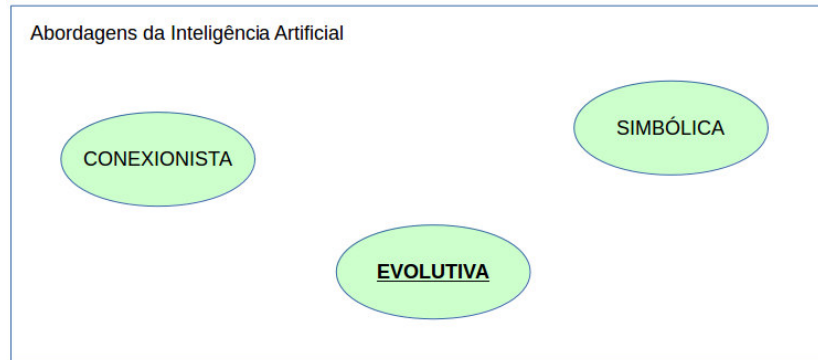 Abordagens da Inteligência Artificial
SIMBÓLICA
CONEXIONISTA
EVOLUTIVA